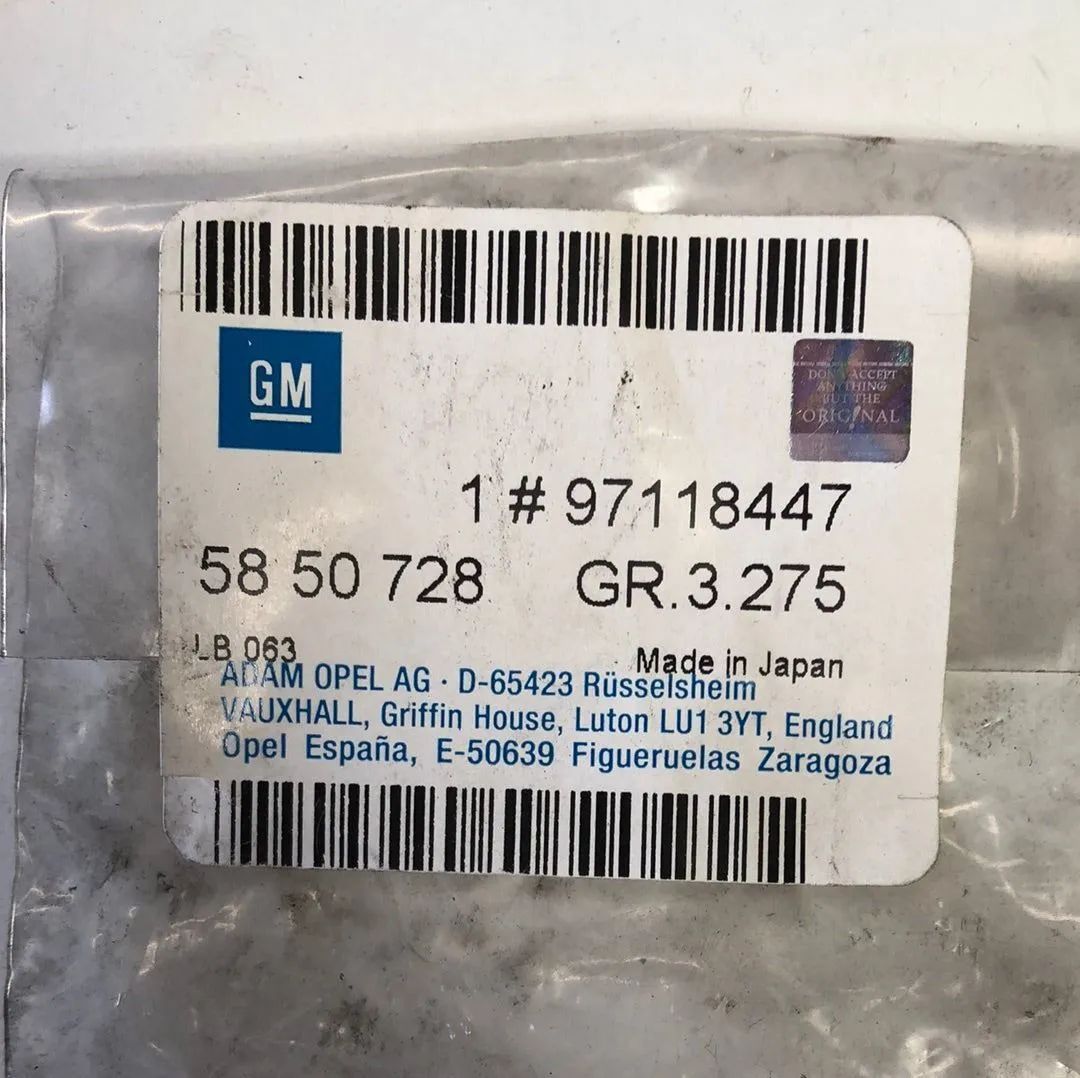 GM
DON'T ACCEPT
ANYTHING
BUT THE
ORIGINAL
1 # 97118447
58 50 728 GR.3.275
LB 063
Made in Japan
ADAM OPEL AG · D-65423 Rüsselsheim
VAUXHALL, Griffin House, Luton LU1 3YT, England
Opel España, E-50639 Figueruelas Zaragoza